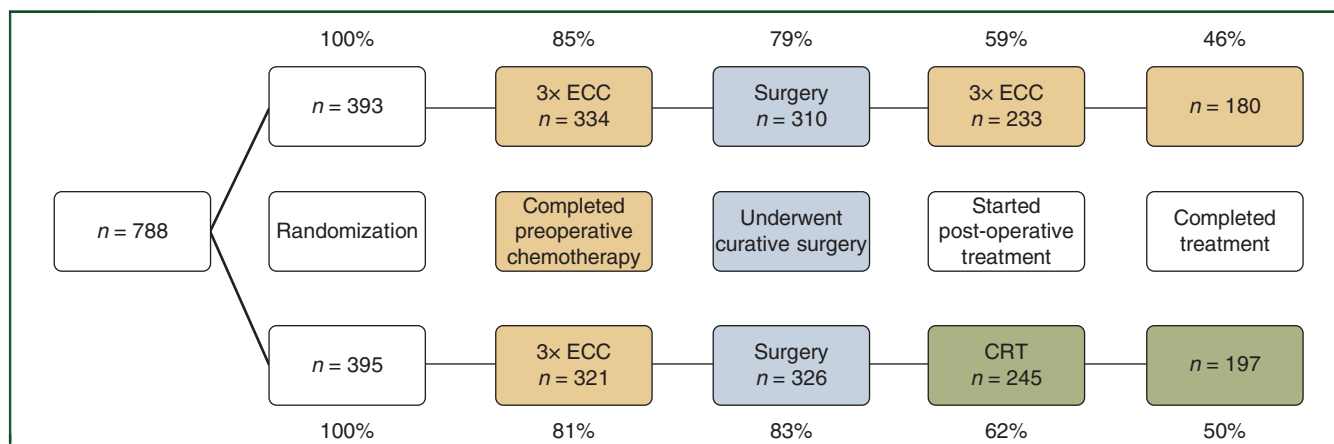 100% 85% 79% 59% 46%
n = 393
3× ECC
n = 334
Surgery
n = 310
3× ECC
n = 233
n = 180
n = 788
Randomization
Completed
preoperative
chemotherapy
Underwent
curative surgery
Started
post-operative
treatment
Completed
treatment
n = 395
3× ECC
n = 321
Surgery
n = 326
CRT
n = 245
n = 197
100% 81% 83% 62% 50%